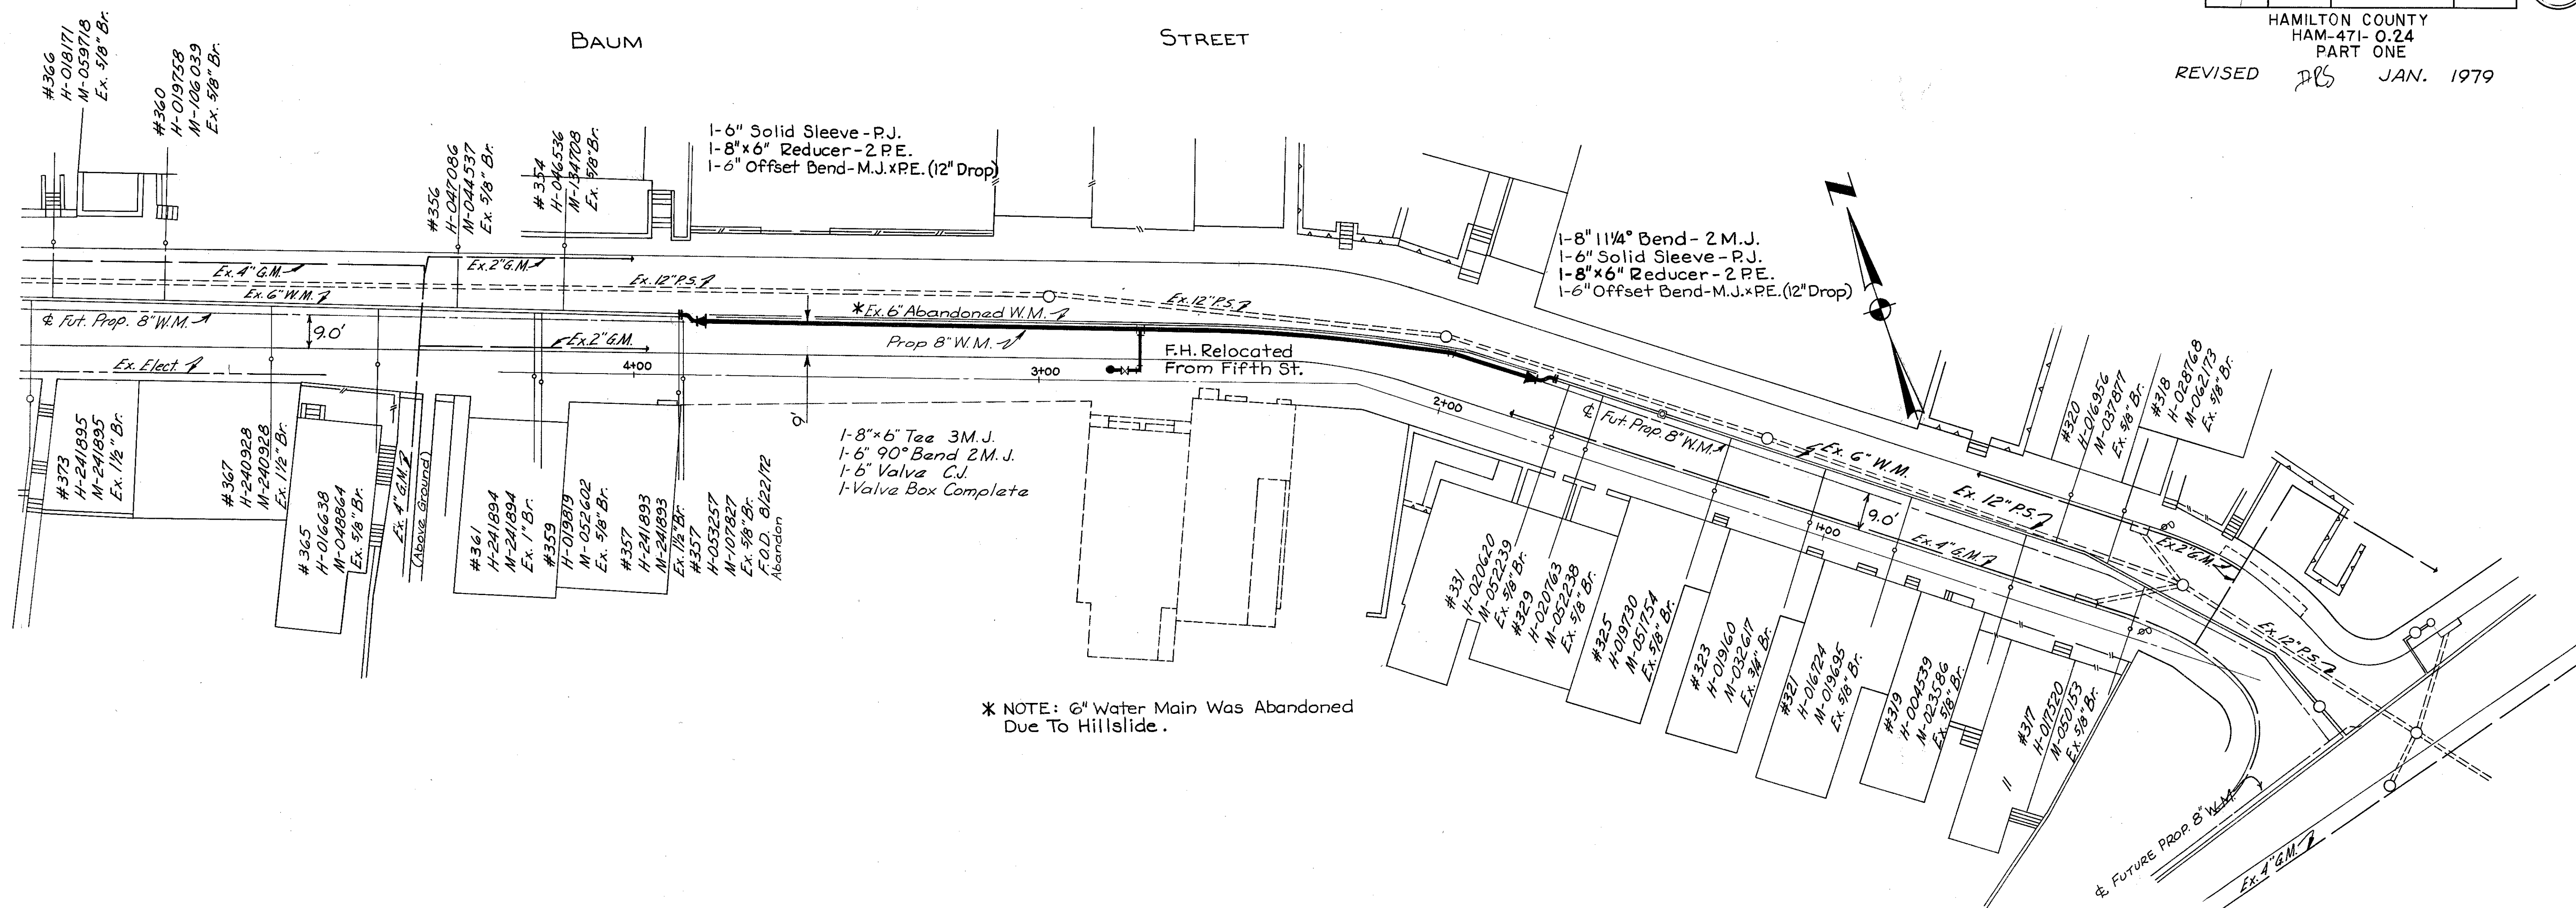 BAUM STREET
HAMILTON COUNTY
HAM-471-0.24
PART ONE
REVISED DRS JAN. 1979
#366
H-018171
M-059718
Ex. 5/8" Br.
#360
H-019758
M-106039
Ex. 5/8" Br.
#356
H-047086
M-044537
Ex. 5/8" Br.
#354
H-046536
M-134708
Ex. 5/8" Br.
1-6" Solid Sleeve-P.J.
1-8"x6" Reducer-2 P.E.
1-6" Offset Bend-M.J.xP.E. (12" Drop)
1-8" 11¼° Bend-2 M.J.
1-6" Solid Sleeve-P.J.
1-8"x6" Reducer-2 P.E.
1-6" Offset Bend-M.J.xP.E. (12" Drop)
N
Ex. 4" G.M.
Ex. 2" G.M.
Ex. 12" P.S.
Ex. 6" W.M.
Ex. 12" P.S.
* Ex. 6" Abandoned W.M.
℄ Fut. Prop. 8" W.M.
9.0'
Ex. 2" G.M.
Prop 8" W.M.
Ex. Elect.
4+00
3+00
F.H. Relocated
From Fifth St.
9'
2+00
℄ Fut. Prop. 8" W.M.
Ex. 6" W.M.
Ex. 12" P.S.
9.0'
1+00
Ex. 4" G.M.
Ex. 2" G.M.
Ex. 12" P.S.
#320
H-016956
M-037877
Ex. 5/8" Br.
#318
H-028768
M-062173
Ex. 5/8" Br.
#373
H-241895
M-241895
Ex. 1½" Br.
#367
H-240928
M-240928
Ex. 1½" Br.
#365
H-016638
M-048864
Ex. 5/8" Br.
Ex. 4" G.M.
(Above Ground)
#361
H-241894
M-241894
Ex. 1" Br.
#359
H-019819
M-052602
Ex. 5/8" Br.
#357
H-241893
M-241893
Ex. 1½" Br.
#357
H-053257
M-107827
Ex. 5/8" Br.
F.O.D. 8/22/72
Abandon
1-8"x6" Tee 3 M.J.
1-6" 90° Bend 2 M.J.
1-6" Valve C.J.
1-Valve Box Complete
#331
H-020620
M-052239
Ex. 5/8" Br.
#329
H-020763
M-052238
Ex. 5/8" Br.
#325
H-019730
M-051754
Ex. 5/8" Br.
#323
H-019160
M-032617
Ex. 3/4" Br.
#321
H-016724
M-019695
Ex. 5/8" Br.
#319
H-004539
M-023586
Ex. 5/8" Br.
#317
H-017520
M-050153
Ex. 5/8" Br.
* NOTE: 6" Water Main Was Abandoned
Due To Hillslide.
℄ FUTURE PROP. 8" W.M.
Ex. 4" G.M.